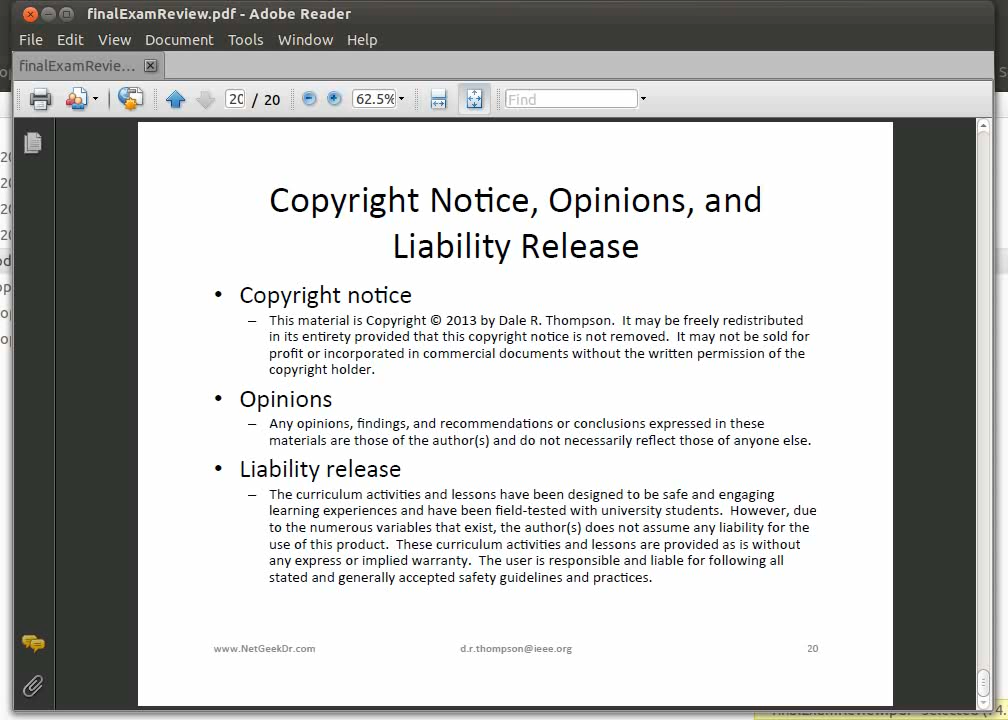 finalExamReview.pdf - Adobe Reader
File Edit View Document Tools Window Help
finalExamRevie...
20 / 20 62.5% Find
Copyright Notice, Opinions, and
Liability Release
• Copyright notice
– This material is Copyright © 2013 by Dale R. Thompson. It may be freely redistributed
in its entirety provided that this copyright notice is not removed. It may not be sold for
profit or incorporated in commercial documents without the written permission of the
copyright holder.
• Opinions
– Any opinions, findings, and recommendations or conclusions expressed in these
materials are those of the author(s) and do not necessarily reflect those of anyone else.
• Liability release
– The curriculum activities and lessons have been designed to be safe and engaging
learning experiences and have been field-tested with university students. However, due
to the numerous variables that exist, the author(s) does not assume any liability for the
use of this product. These curriculum activities and lessons are provided as is without
any express or implied warranty. The user is responsible and liable for following all
stated and generally accepted safety guidelines and practices.
www.NetGeekDr.com d.r.thompson@ieee.org 20